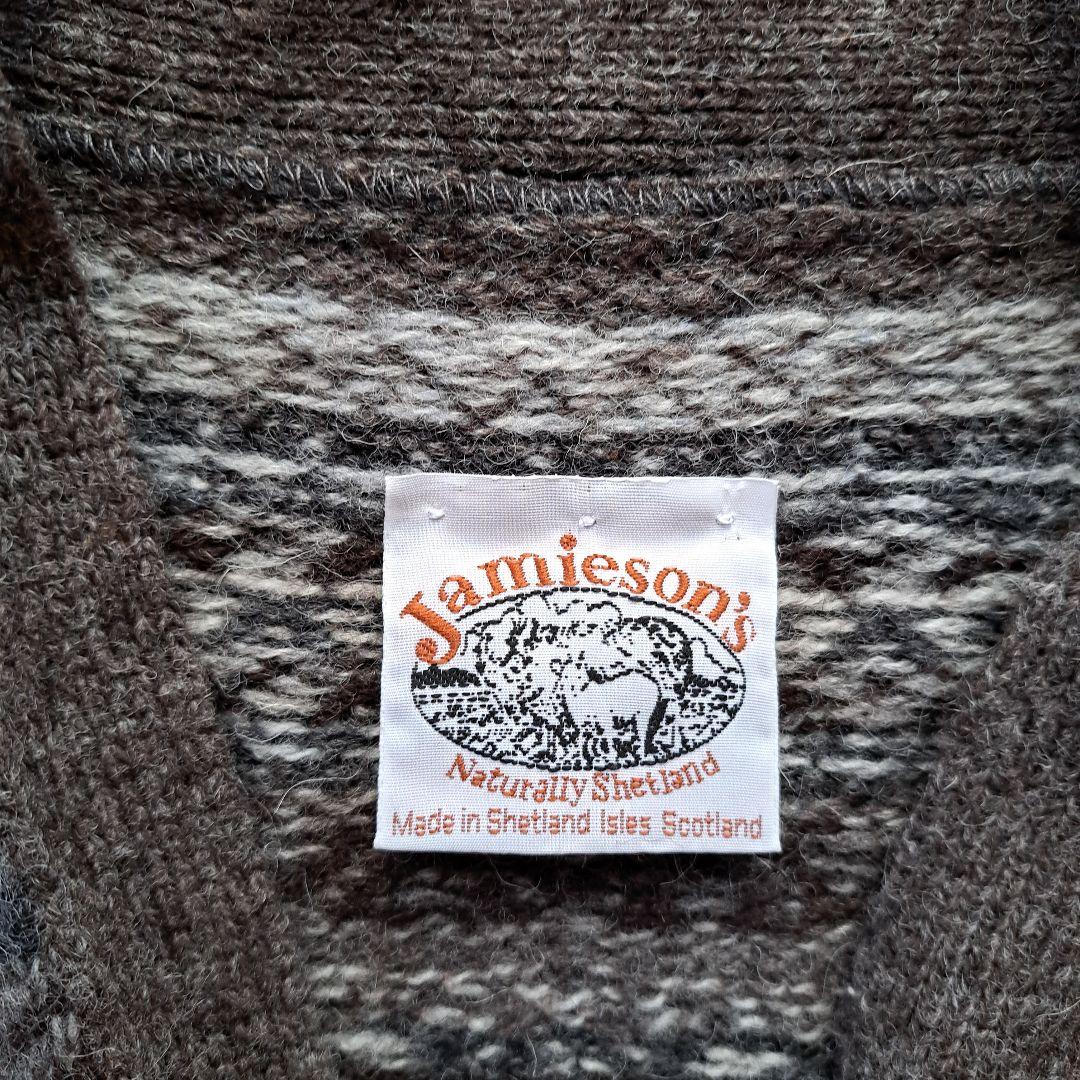 Jamieson's
Naturally Shetland
Made in Shetland Isles Scotland